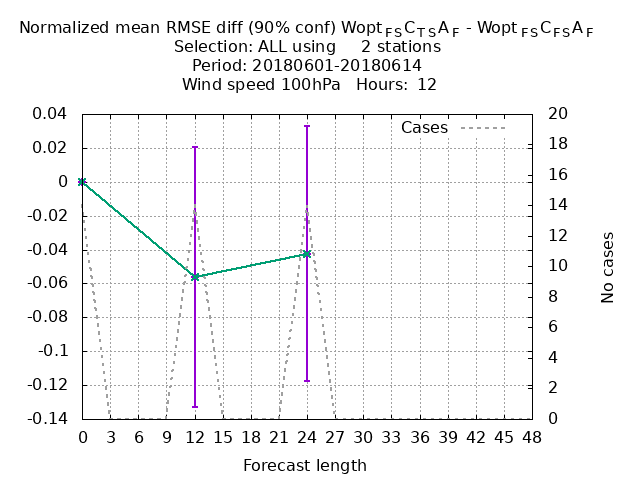 Normalized mean RMSE diff (90% conf) Wopt FS C TS A F - Wopt FS C FS A F
Selection: ALL using 2 stations
Period: 20180601-20180614
Wind speed 100hPa Hours: 12
Cases
0.04
0.02
0
-0.02
-0.04
-0.06
-0.08
-0.1
-0.12
-0.14
20
18
16
14
12
10
8
6
4
2
0
No cases
0 3 6 9 12 15 18 21 24 27 30 33 36 39 42 45 48
Forecast length